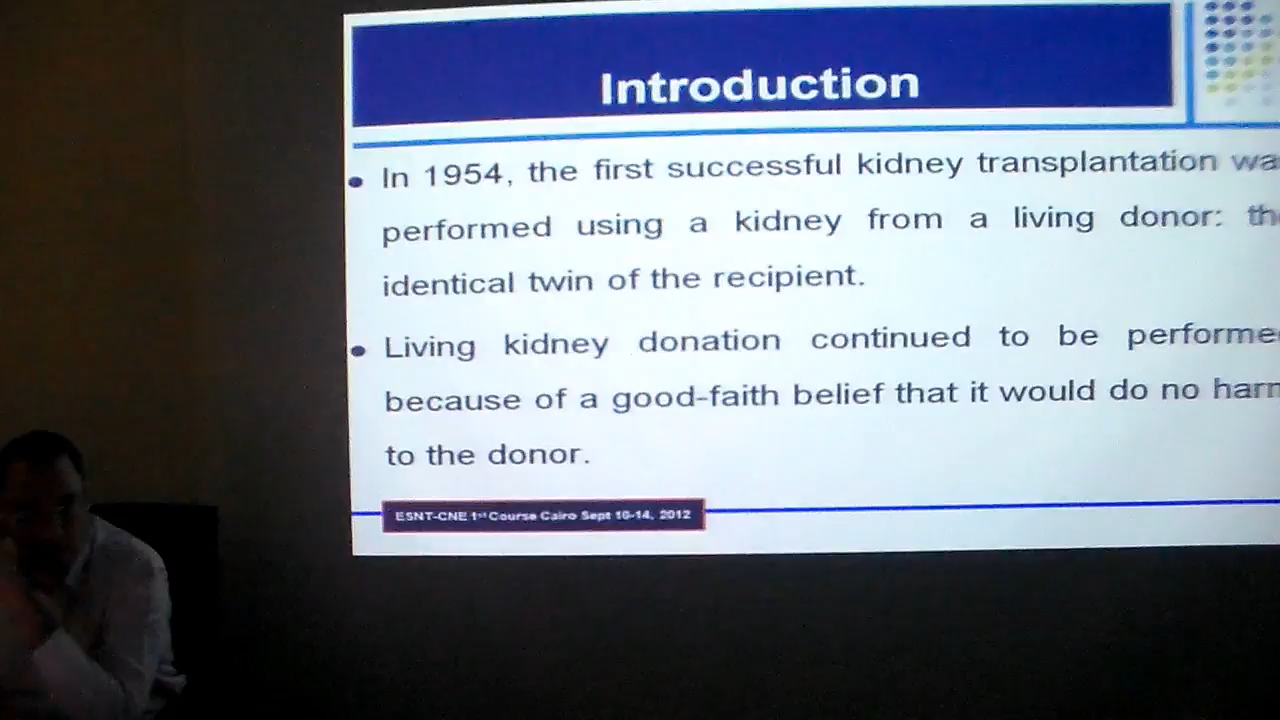 Introduction
• In 1954, the first successful kidney transplantation wa
performed using a kidney from a living donor: th
identical twin of the recipient.
• Living kidney donation continued to be performe
because of a good-faith belief that it would do no harm
to the donor.
ESNT-CNE 1st Course Cairo Sept 10-14, 2012